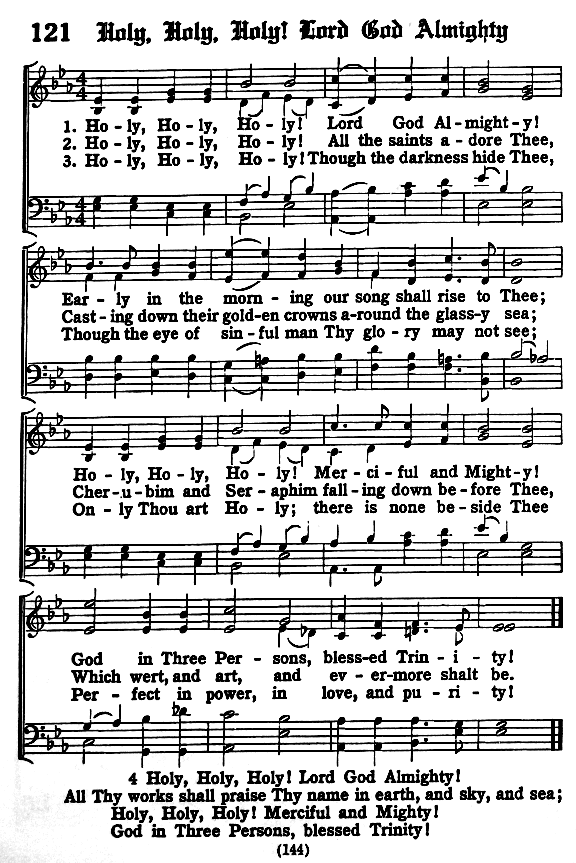 121 Holy, Holy, Holy! Lord God Almighty
1. Ho - ly, Ho - ly, Ho - ly! Lord God Al - might - y!
2. Ho - ly, Ho - ly, Ho - ly! All the saints a - dore Thee,
3. Ho - ly, Ho - ly, Ho - ly! Though the darkness hide Thee,
Ear - ly in the morn - ing our song shall rise to Thee;
Cast - ing down their gold-en crowns a-round the glass-y sea;
Though the eye of sin - ful man Thy glo - ry may not see;
Ho - ly, Ho - ly, Ho - ly! Mer - ci - ful and Might - y!
Cher - u - bim and Ser - aphim fall - ing down be - fore Thee,
On - ly Thou art Ho - ly; there is none be - side Thee
God in Three Per - sons, bless-ed Trin - i - ty!
Which wert, and art, and ev - er-more shalt be.
Per - fect in power, in love, and pu - ri - ty!
4 Holy, Holy, Holy! Lord God Almighty!
All Thy works shall praise Thy name in earth, and sky, and sea;
Holy, Holy, Holy! Merciful and Mighty!
God in Three Persons, blessed Trinity!
(144)